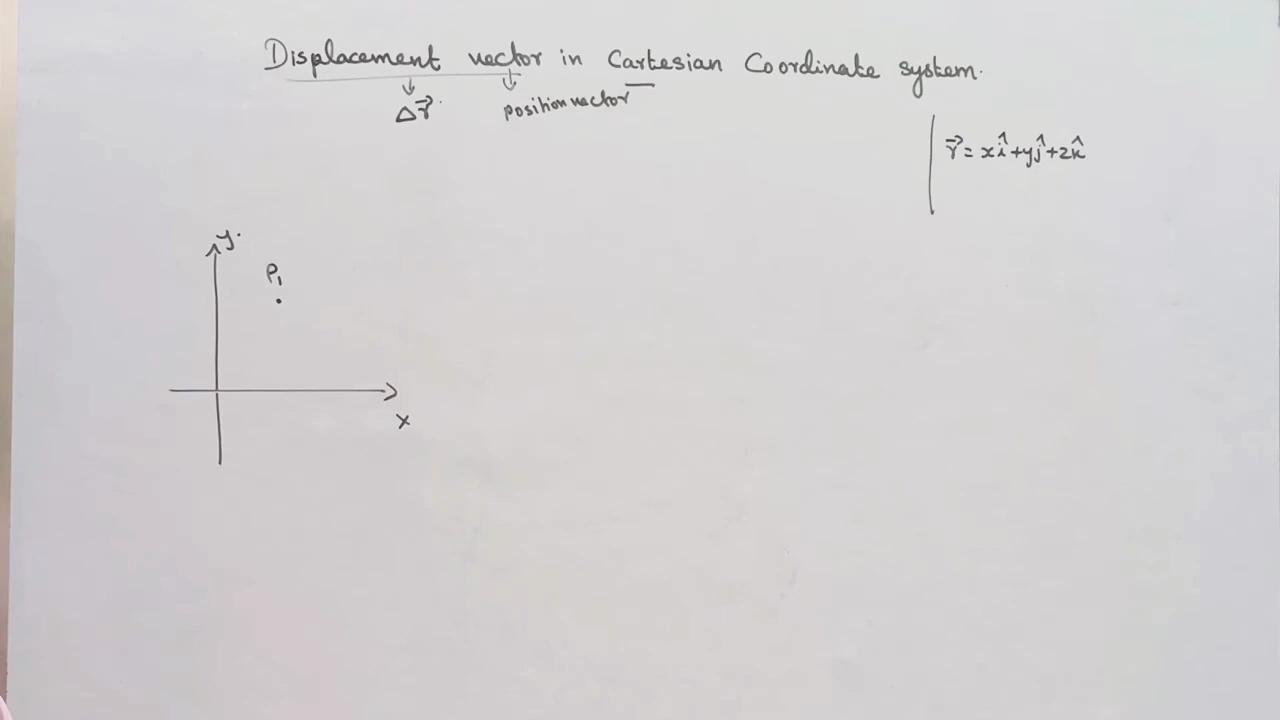 Displacement vector in Cartesian Coordinate system.
Δr⃗. position vector
r⃗ = xî+yĵ+zk̂
y.
P₁
x